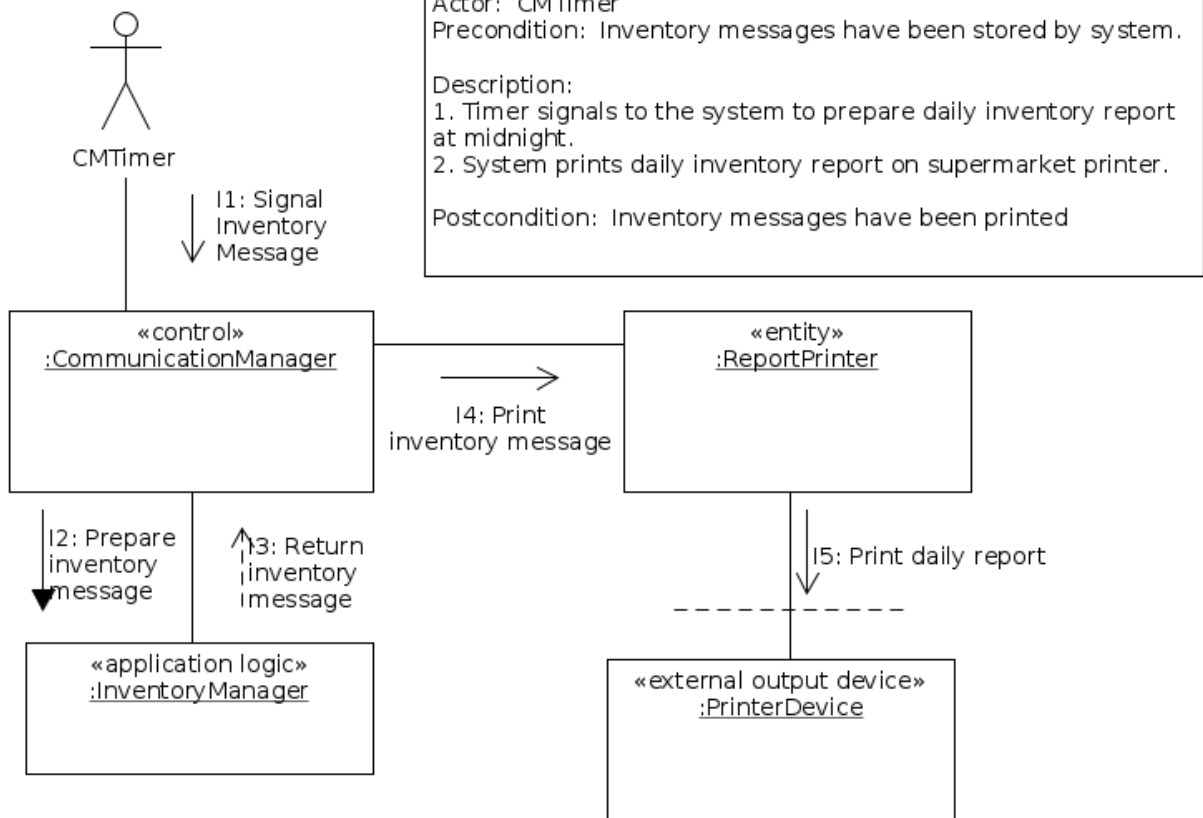 Actor: CMTimer
Precondition: Inventory messages have been stored by system.
Description:
1. Timer signals to the system to prepare daily inventory report
at midnight.
2. System prints daily inventory report on supermarket printer.
Postcondition: Inventory messages have been printed
CMTimer
I1: Signal
Inventory
Message
«control»
:CommunicationManager
«entity»
:ReportPrinter
I4: Print
inventory message
I2: Prepare
inventory
message
I3: Return
inventory
message
I5: Print daily report
«application logic»
:InventoryManager
«external output device»
:PrinterDevice